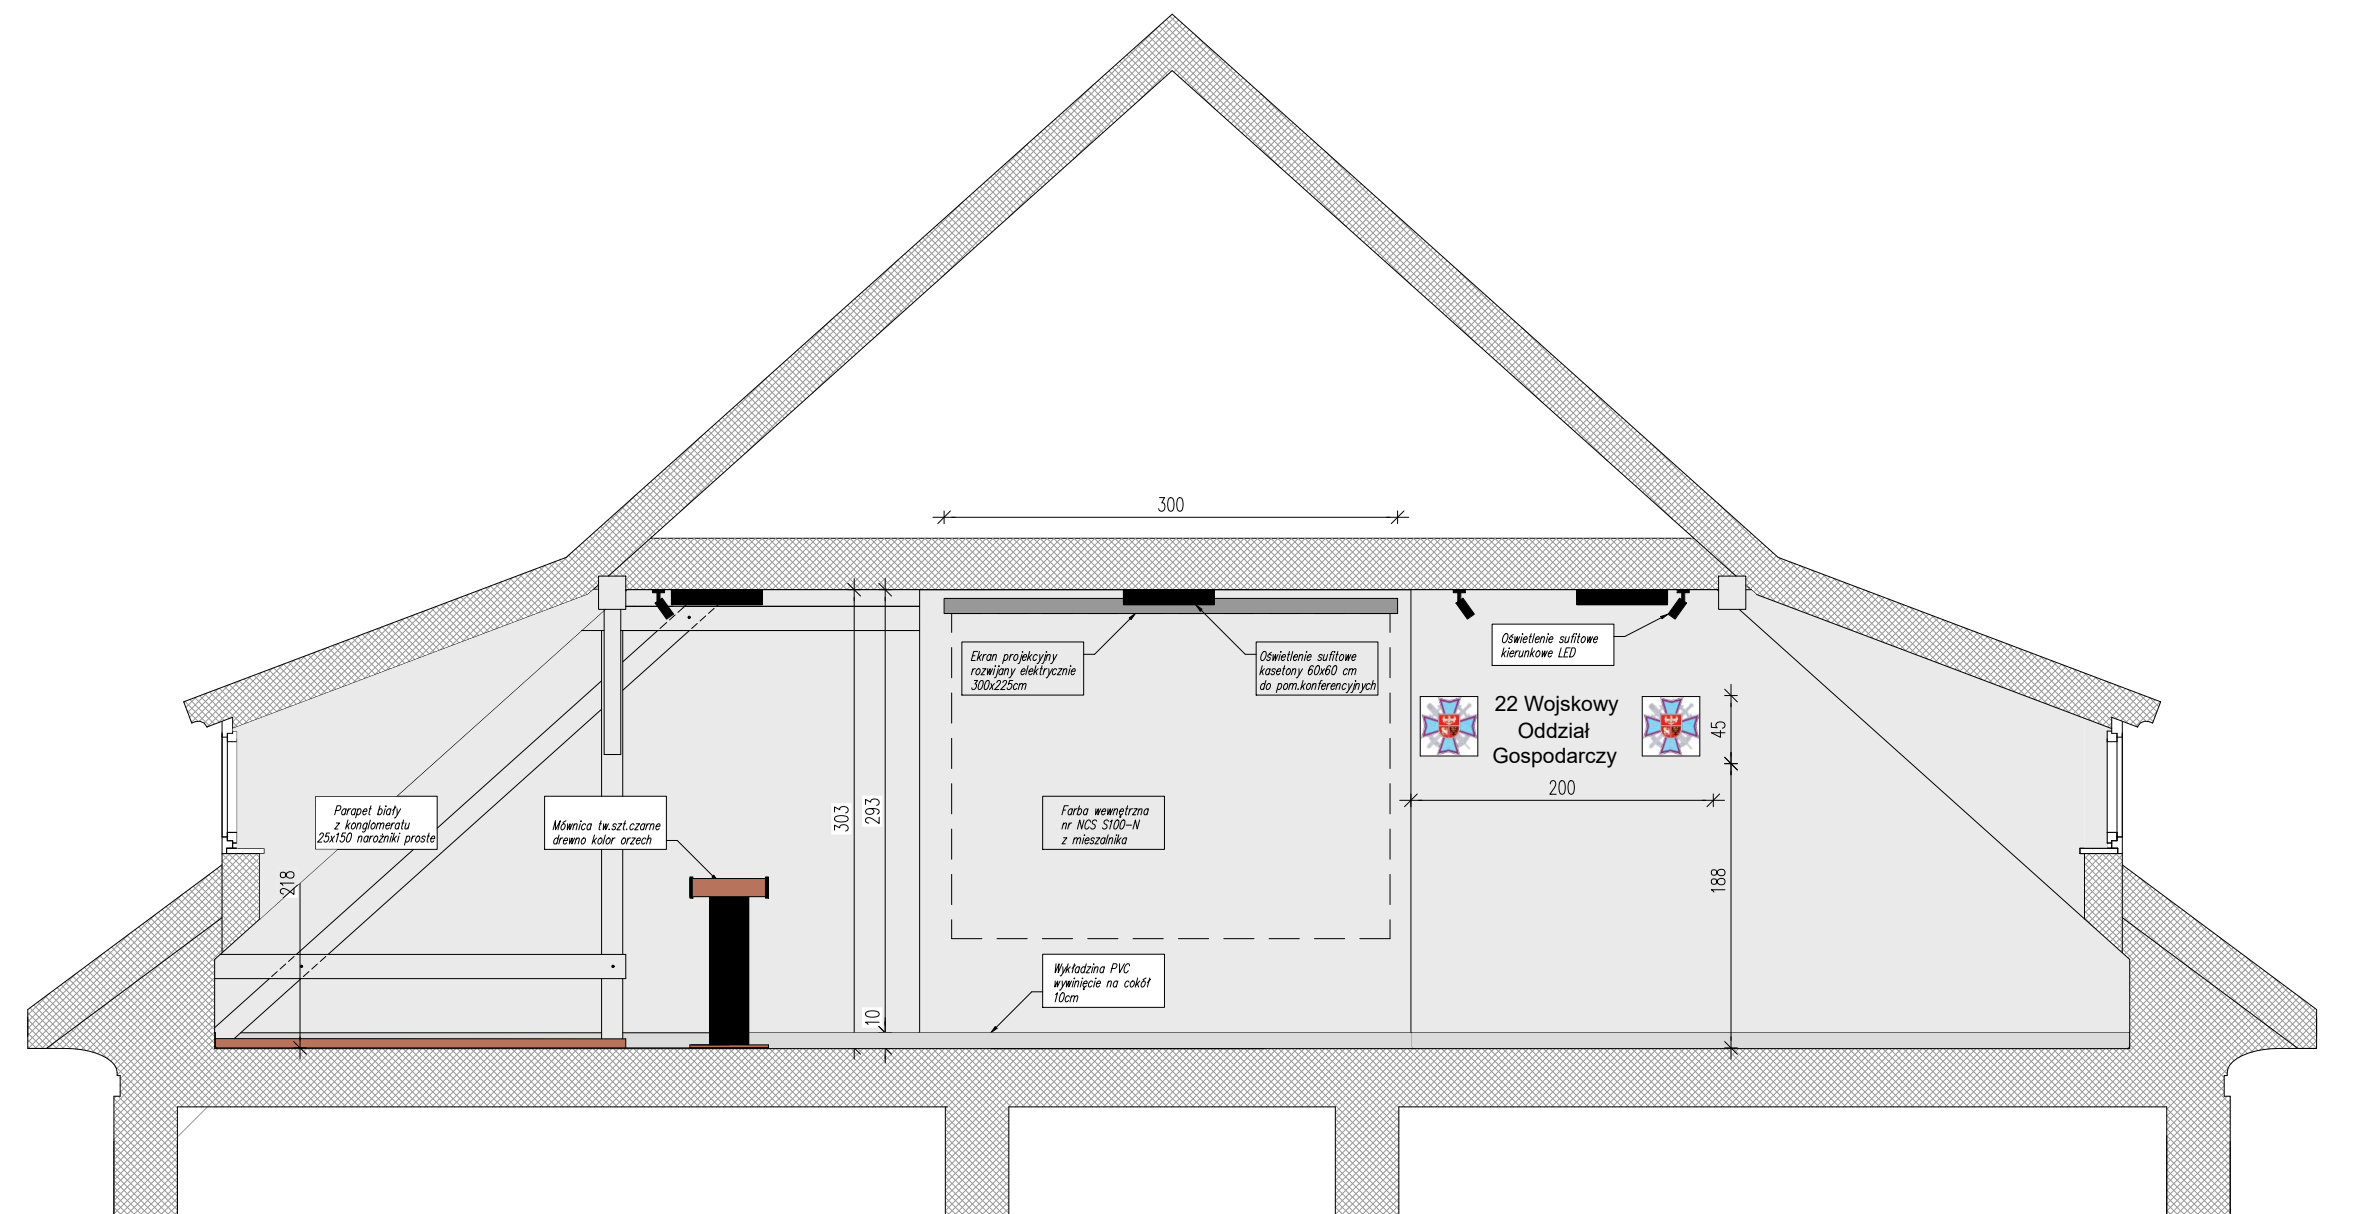 300
Ekran projekcyjny
rozwijany elektrycznie
300x225cm
Oświetlenie sufitowe
kasetony 60x60 cm
do pom.konferencyjnych
Oświetlenie sufitowe
kierunkowe LED
22 Wojskowy
Oddział
Gospodarczy
45
200
188
Parapet biały
z konglomeratu
25x150 narożniki proste
Mównica tw.szt.czarne
drewno kolor orzech
303
293
Farba wewnętrzna
nr NCS S100-N
z mieszalnika
218
Wykładzina PVC
wywinięcie na cokół
10cm
10